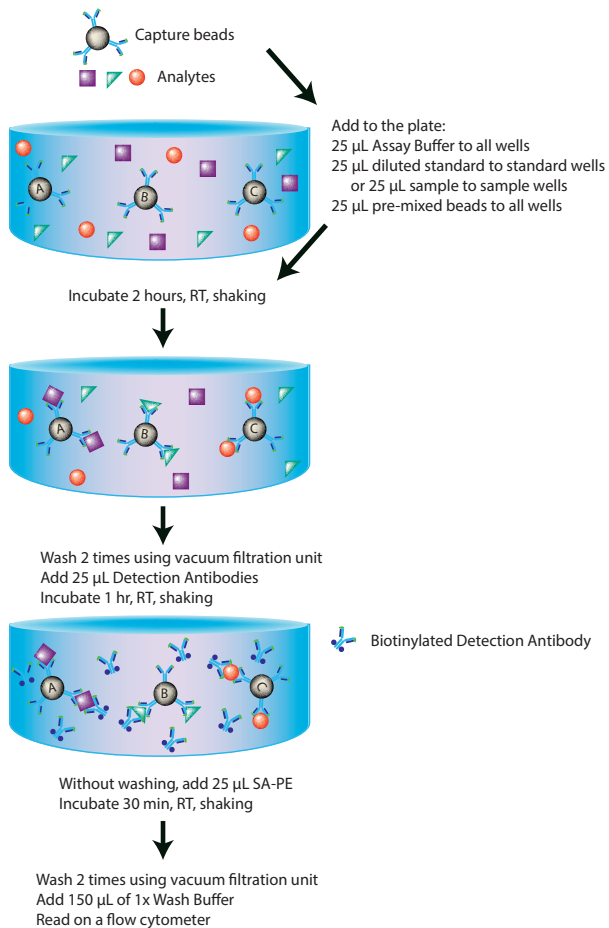 Capture beads
Analytes
Add to the plate:
25 µL Assay Buffer to all wells
25 µL diluted standard to standard wells
or 25 µL sample to sample wells
25 µL pre-mixed beads to all wells
A
B
C
Incubate 2 hours, RT, shaking
A
B
C
Wash 2 times using vacuum filtration unit
Add 25 µL Detection Antibodies
Incubate 1 hr, RT, shaking
Biotinylated Detection Antibody
A
B
C
Without washing, add 25 µL SA-PE
Incubate 30 min, RT, shaking
Wash 2 times using vacuum filtration unit
Add 150 µL of 1x Wash Buffer
Read on a flow cytometer